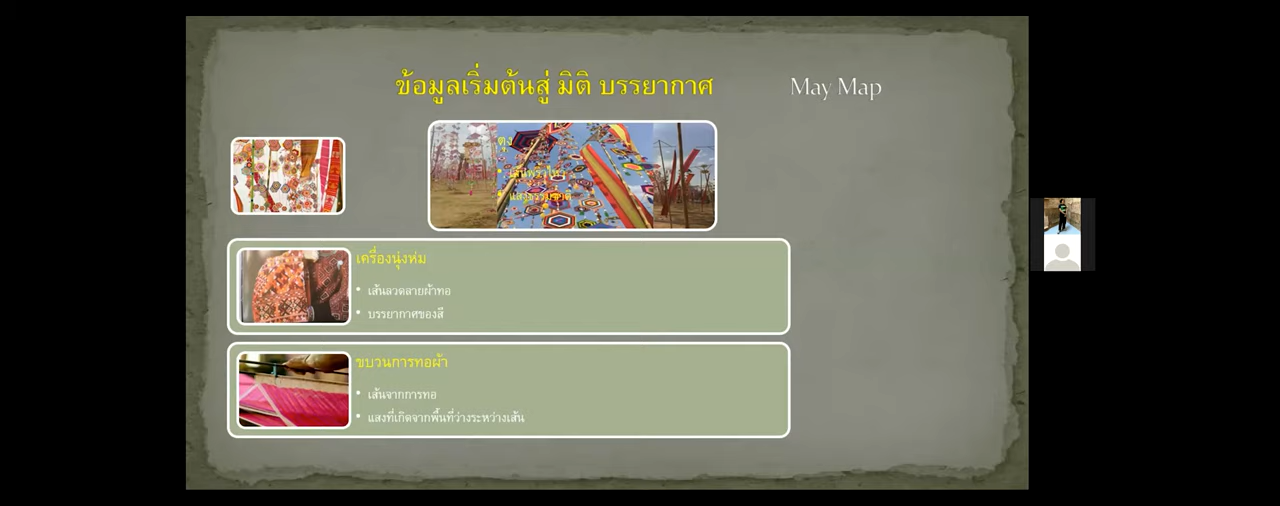 ข้อมูลเริ่มต้นสู่ มิติ บรรยากาศ
May Map
ตุง
เครื่องนุ่งห่ม
• เส้นลวดลายผ้าทอ
• บรรยากาศของสี
ขบวนการทอผ้า
• เส้นจากการทอ
• แสงที่เกิดจากพื้นที่ว่างระหว่างเส้น